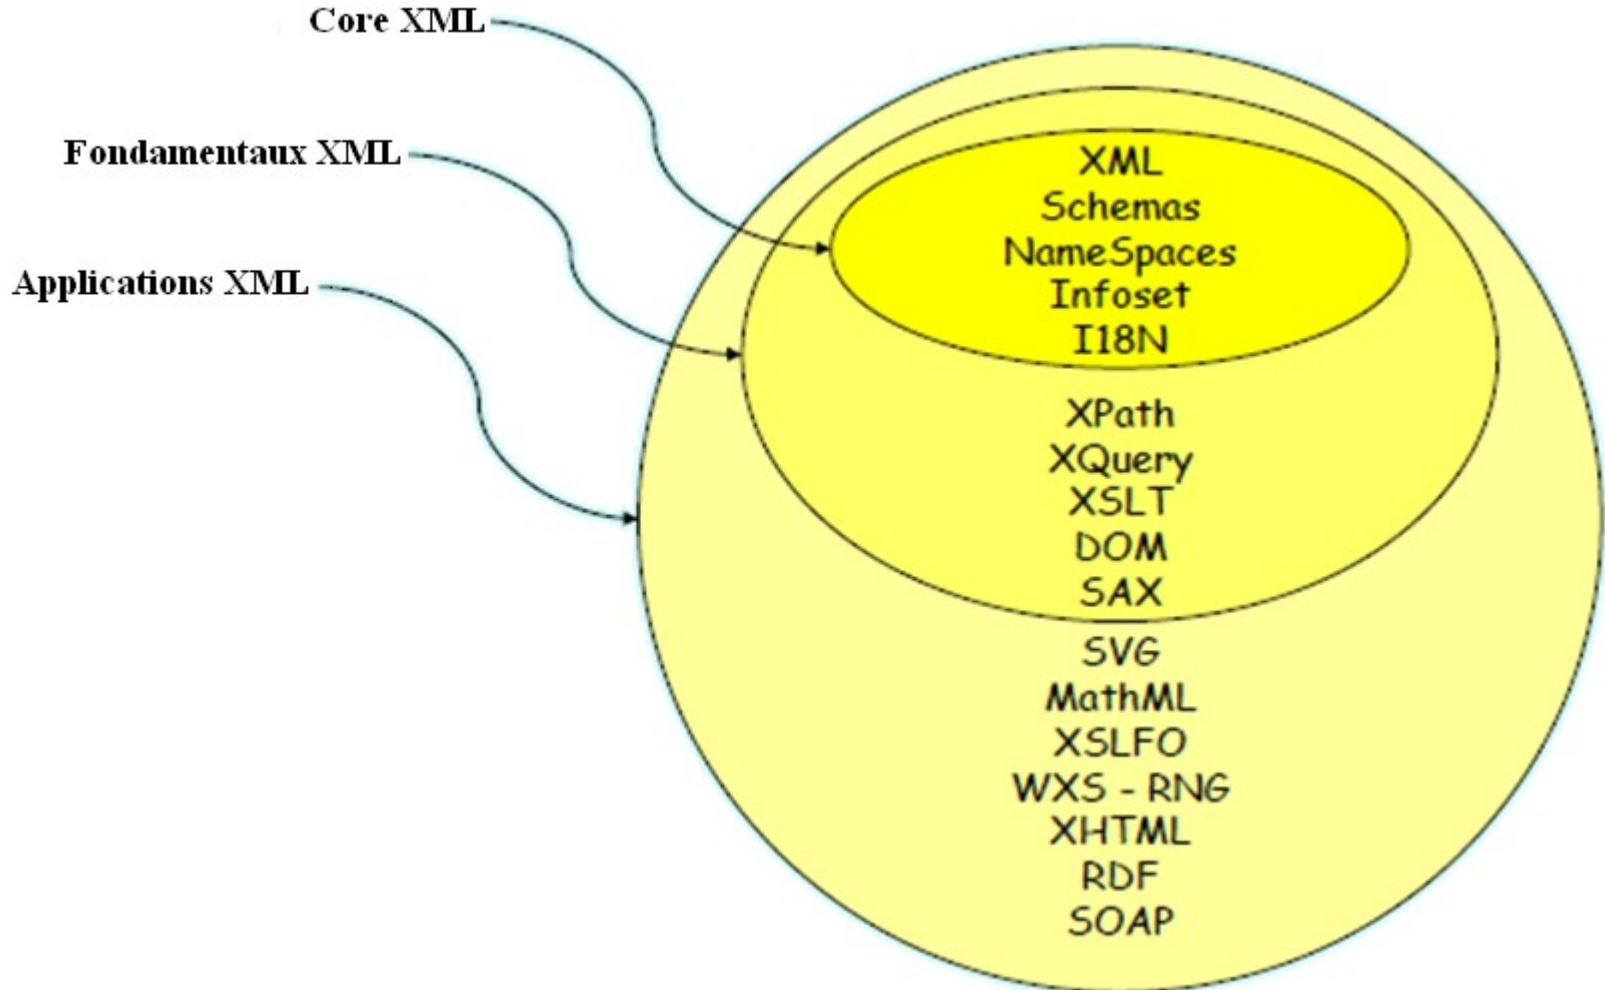 Core XML
Fondamentaux XML
Applications XML
XML
Schemas
NameSpaces
Infoset
I18N
XPath
XQuery
XSLT
DOM
SAX
SVG
MathML
XSLFO
WXS - RNG
XHTML
RDF
SOAP